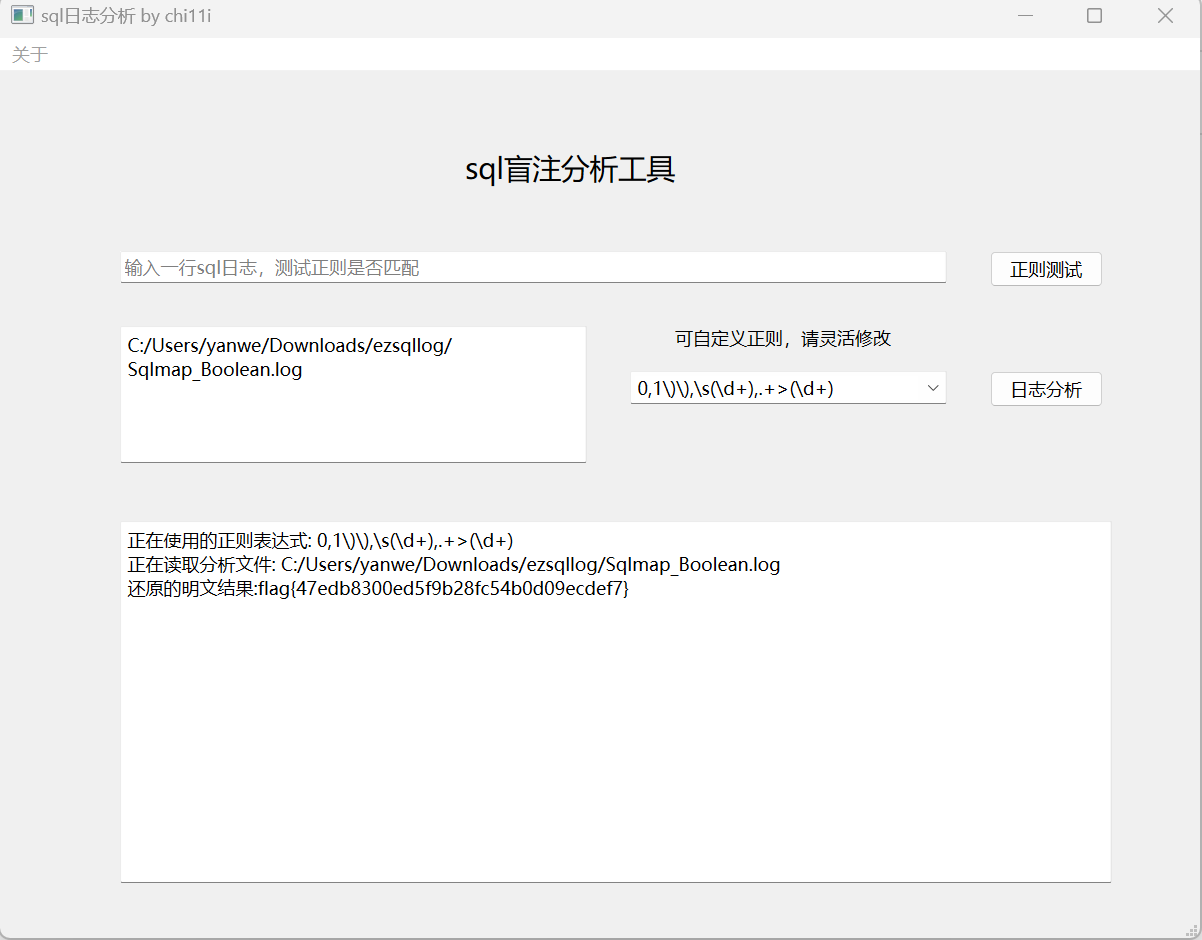 sql日志分析 by chi11i
关于
sql盲注分析工具
输入一行sql日志，测试正则是否匹配
正则测试
C:/Users/yanwe/Downloads/ezsqllog/
Sqlmap_Boolean.log
可自定义正则，请灵活修改
0,1\)\),\s(\d+),.+>(\d+)
日志分析
正在使用的正则表达式: 0,1\)\),\s(\d+),.+>(\d+)
正在读取分析文件: C:/Users/yanwe/Downloads/ezsqllog/Sqlmap_Boolean.log
还原的明文结果:flag{47edb8300ed5f9b28fc54b0d09ecdef7}